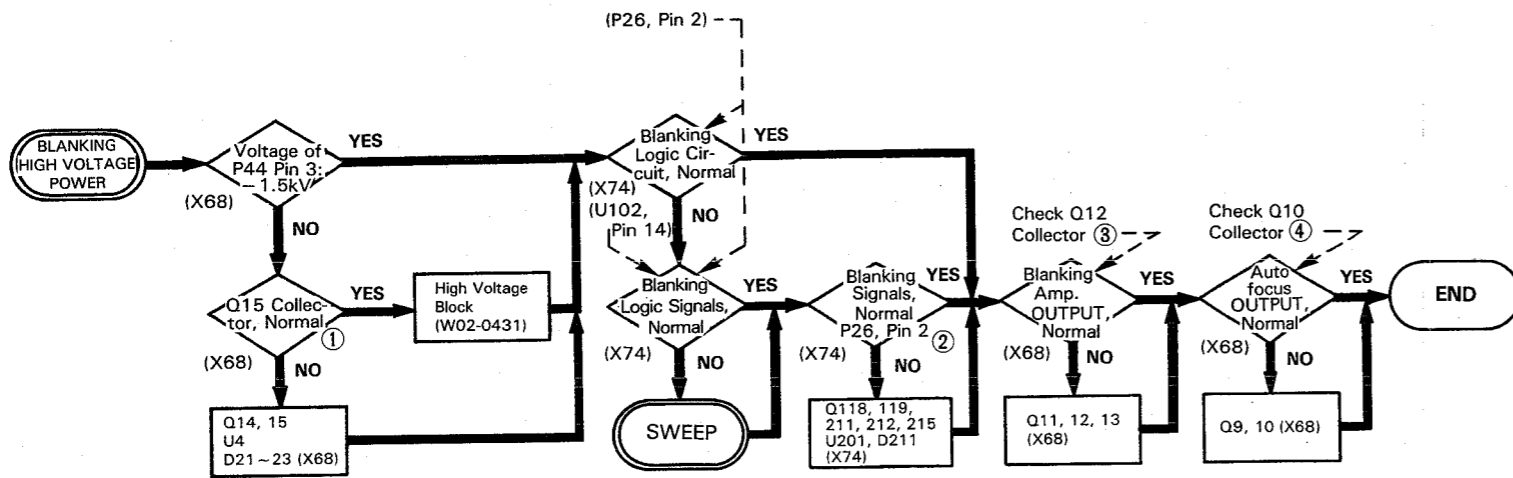 (P26, Pin 2)
BLANKING
HIGH VOLTAGE
POWER
Voltage of
P44 Pin 3:
−1.5kV
(X68)
YES
NO
Q15 Collec-
tor, Normal
①
(X68)
YES
NO
High Voltage
Block
(W02-0431)
Q14, 15
U4
D21~23 (X68)
Blanking
Logic Cir-
cuit, Normal
(X74)
YES
NO
(U102,
Pin 14)
Blanking
Logic Signals,
Normal
(X74)
YES
NO
SWEEP
Blanking
Signals,
Normal
P26, Pin 2
②
(X74)
YES
NO
Q118, 119,
211, 212, 215
U201, D211
(X74)
Check Q12
Collector ③
Blanking
Amp.
OUTPUT,
Normal
(X68)
YES
NO
Q11, 12, 13
(X68)
Check Q10
Collector ④
Auto
focus
OUTPUT,
Normal
(X68)
YES
NO
Q9, 10 (X68)
END